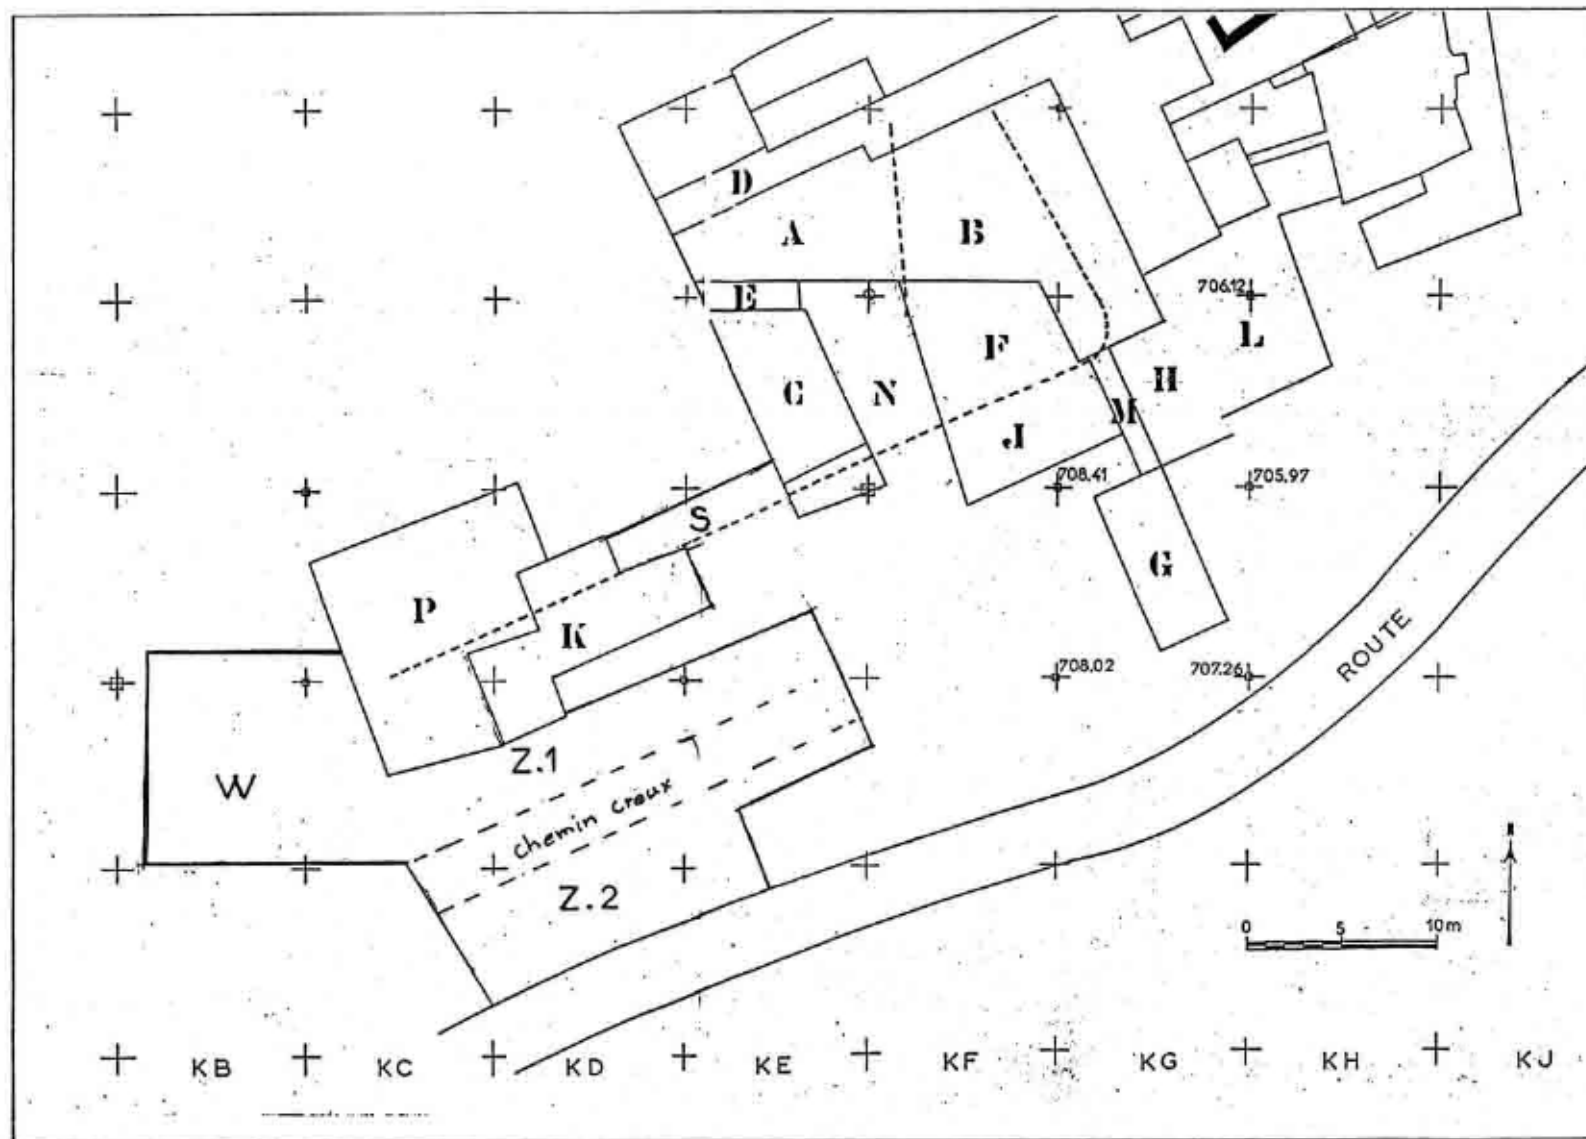 D
A
B
E
706.12
L
F
C
N
H
M
J
708.41
705.97
S
G
P
K
708.02
707.26
ROUTE
Z.1
W
chemin creux
Z.2
N
0 5 10m
KB KC KD KE KF KG KH KJ